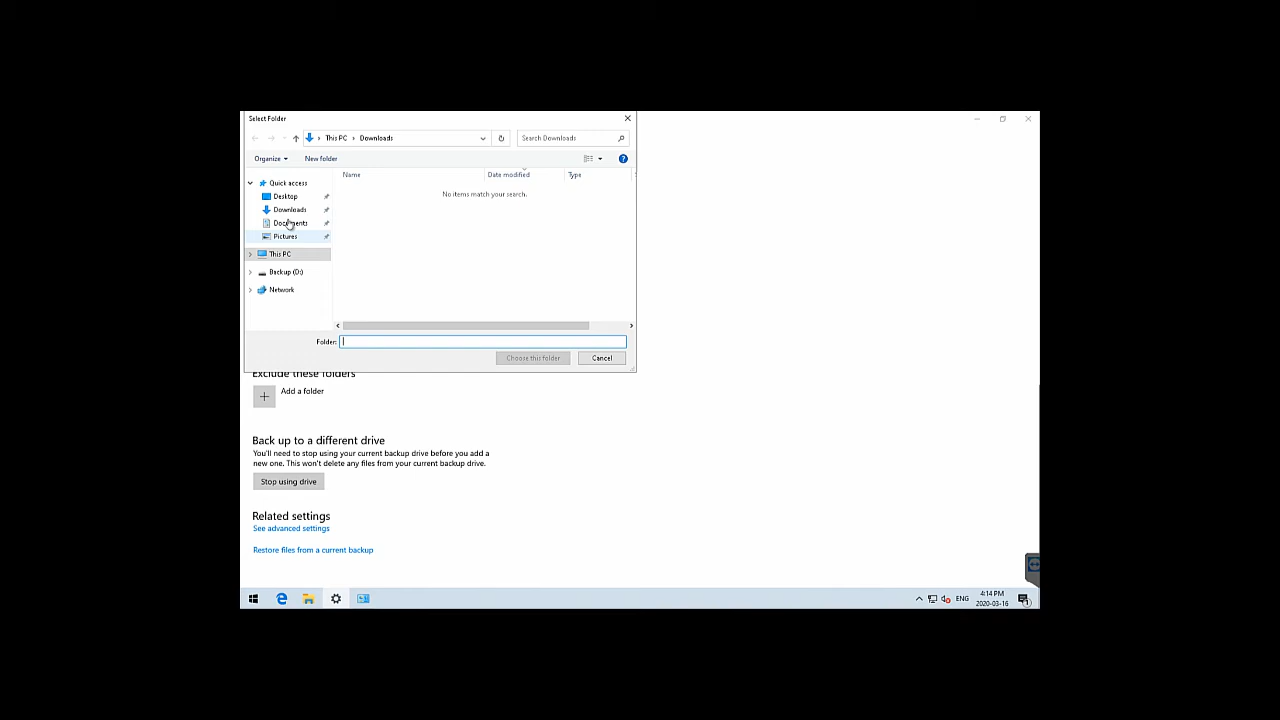 Select Folder
This PC > Downloads
Search Downloads
Organize
New folder
Name
Date modified
Type
No items match your search.
Quick access
Desktop
Downloads
Documents
Pictures
This PC
Backup (D:)
Network
Folder:
Choose this folder
Cancel
Exclude these folders
Add a folder
Back up to a different drive
You'll need to stop using your current backup drive before you add a
new one. This won't delete any files from your current backup drive.
Stop using drive
Related settings
See advanced settings
Restore files from a current backup
ENG
4:14 PM
2020-03-16
1